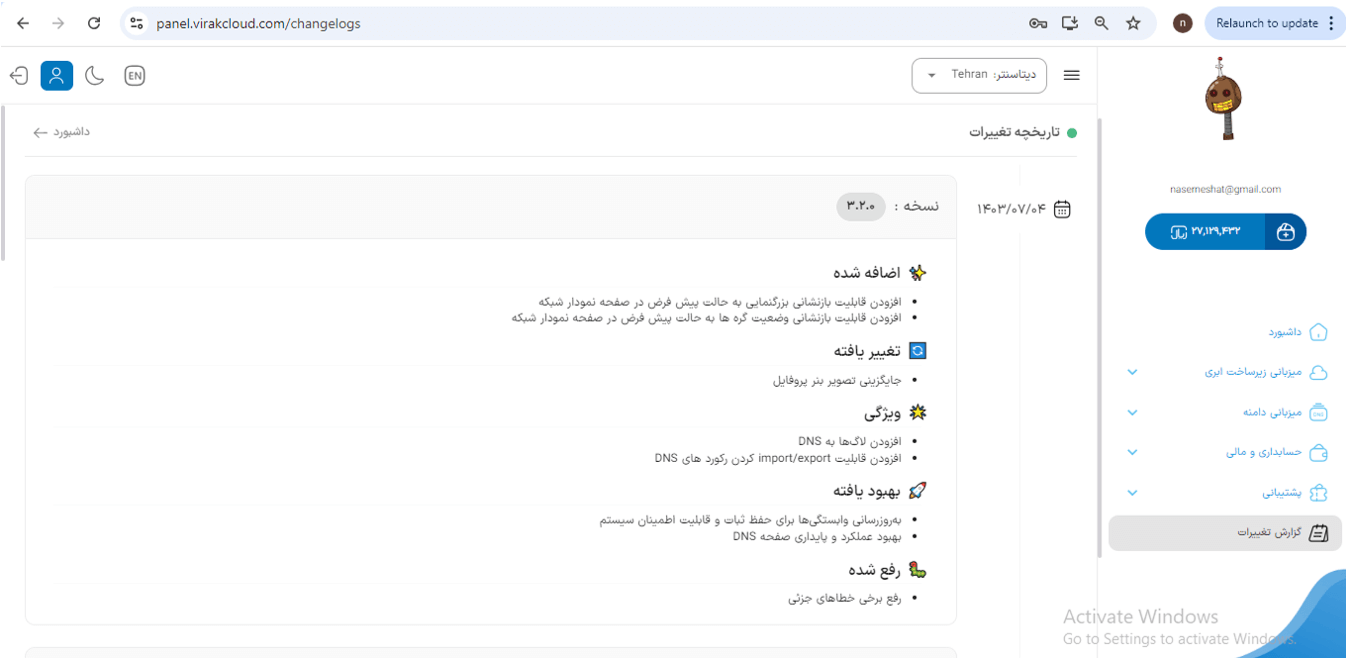 panel.virakcloud.com/changelogs
n
Relaunch to update
EN
دیتاسنتر: Tehran
nasemeshat@gmail.com
۲۷,۱۲۹,۴۳۲ ریال
داشبورد
میزبانی زیرساخت ابری
میزبانی دامنه
DNS
حسابداری و مالی
پشتیبانی
گزارش تغییرات
تاریخچه تغییرات
داشبورد
۱۴۰۳/۰۷/۰۴
نسخه : ۳.۲.۰
اضافه شده
افزودن قابلیت بازنشانی بزرگنمایی به حالت پیش فرض در صفحه نمودار شبکه
افزودن قابلیت بازنشانی وضعیت گره ها به حالت پیش فرض در صفحه نمودار شبکه
تغییر یافته
جایگزینی تصویر بنر پروفایل
ویژگی
افزودن لاگ‌ها به DNS
افزودن قابلیت import/export کردن رکورد های DNS
بهبود یافته
به‌روزرسانی وابستگی‌ها برای حفظ ثبات و قابلیت اطمینان سیستم
بهبود عملکرد و پایداری صفحه DNS
رفع شده
رفع برخی خطاهای جزئی
Activate Windows
Go to Settings to activate Windows.